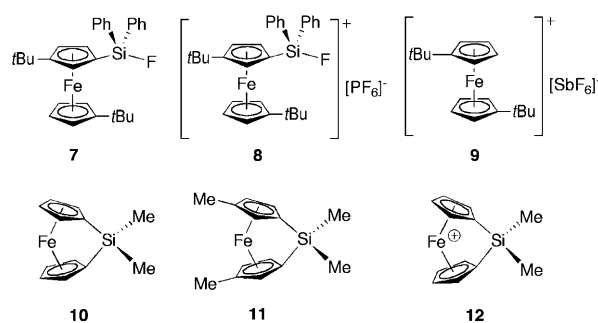 Ph Ph
tBu Si F
Fe
tBu
7
Ph Ph +
tBu Si F
Fe [PF6]-
tBu
8
+
tBu
Fe [SbF6]-
tBu
9
Me
Fe Si
Me
10
Me Me
Fe Si
Me Me
11
Me
Fe ⊕ Si
Me
12